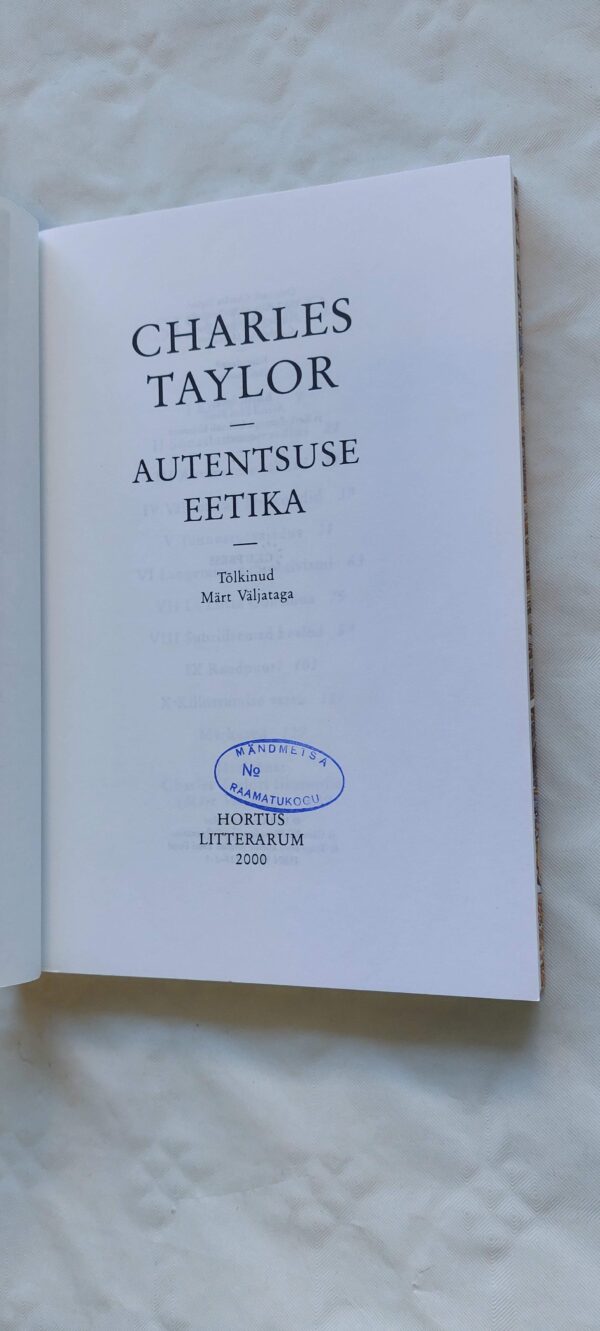 CHARLES
TAYLOR
—
AUTENTSUSE
EETIKA
—
Tõlkinud
Märt Väljataga
MÄNDMETSA
№
RAAMATUKOGU
HORTUS
LITTERARUM
2000